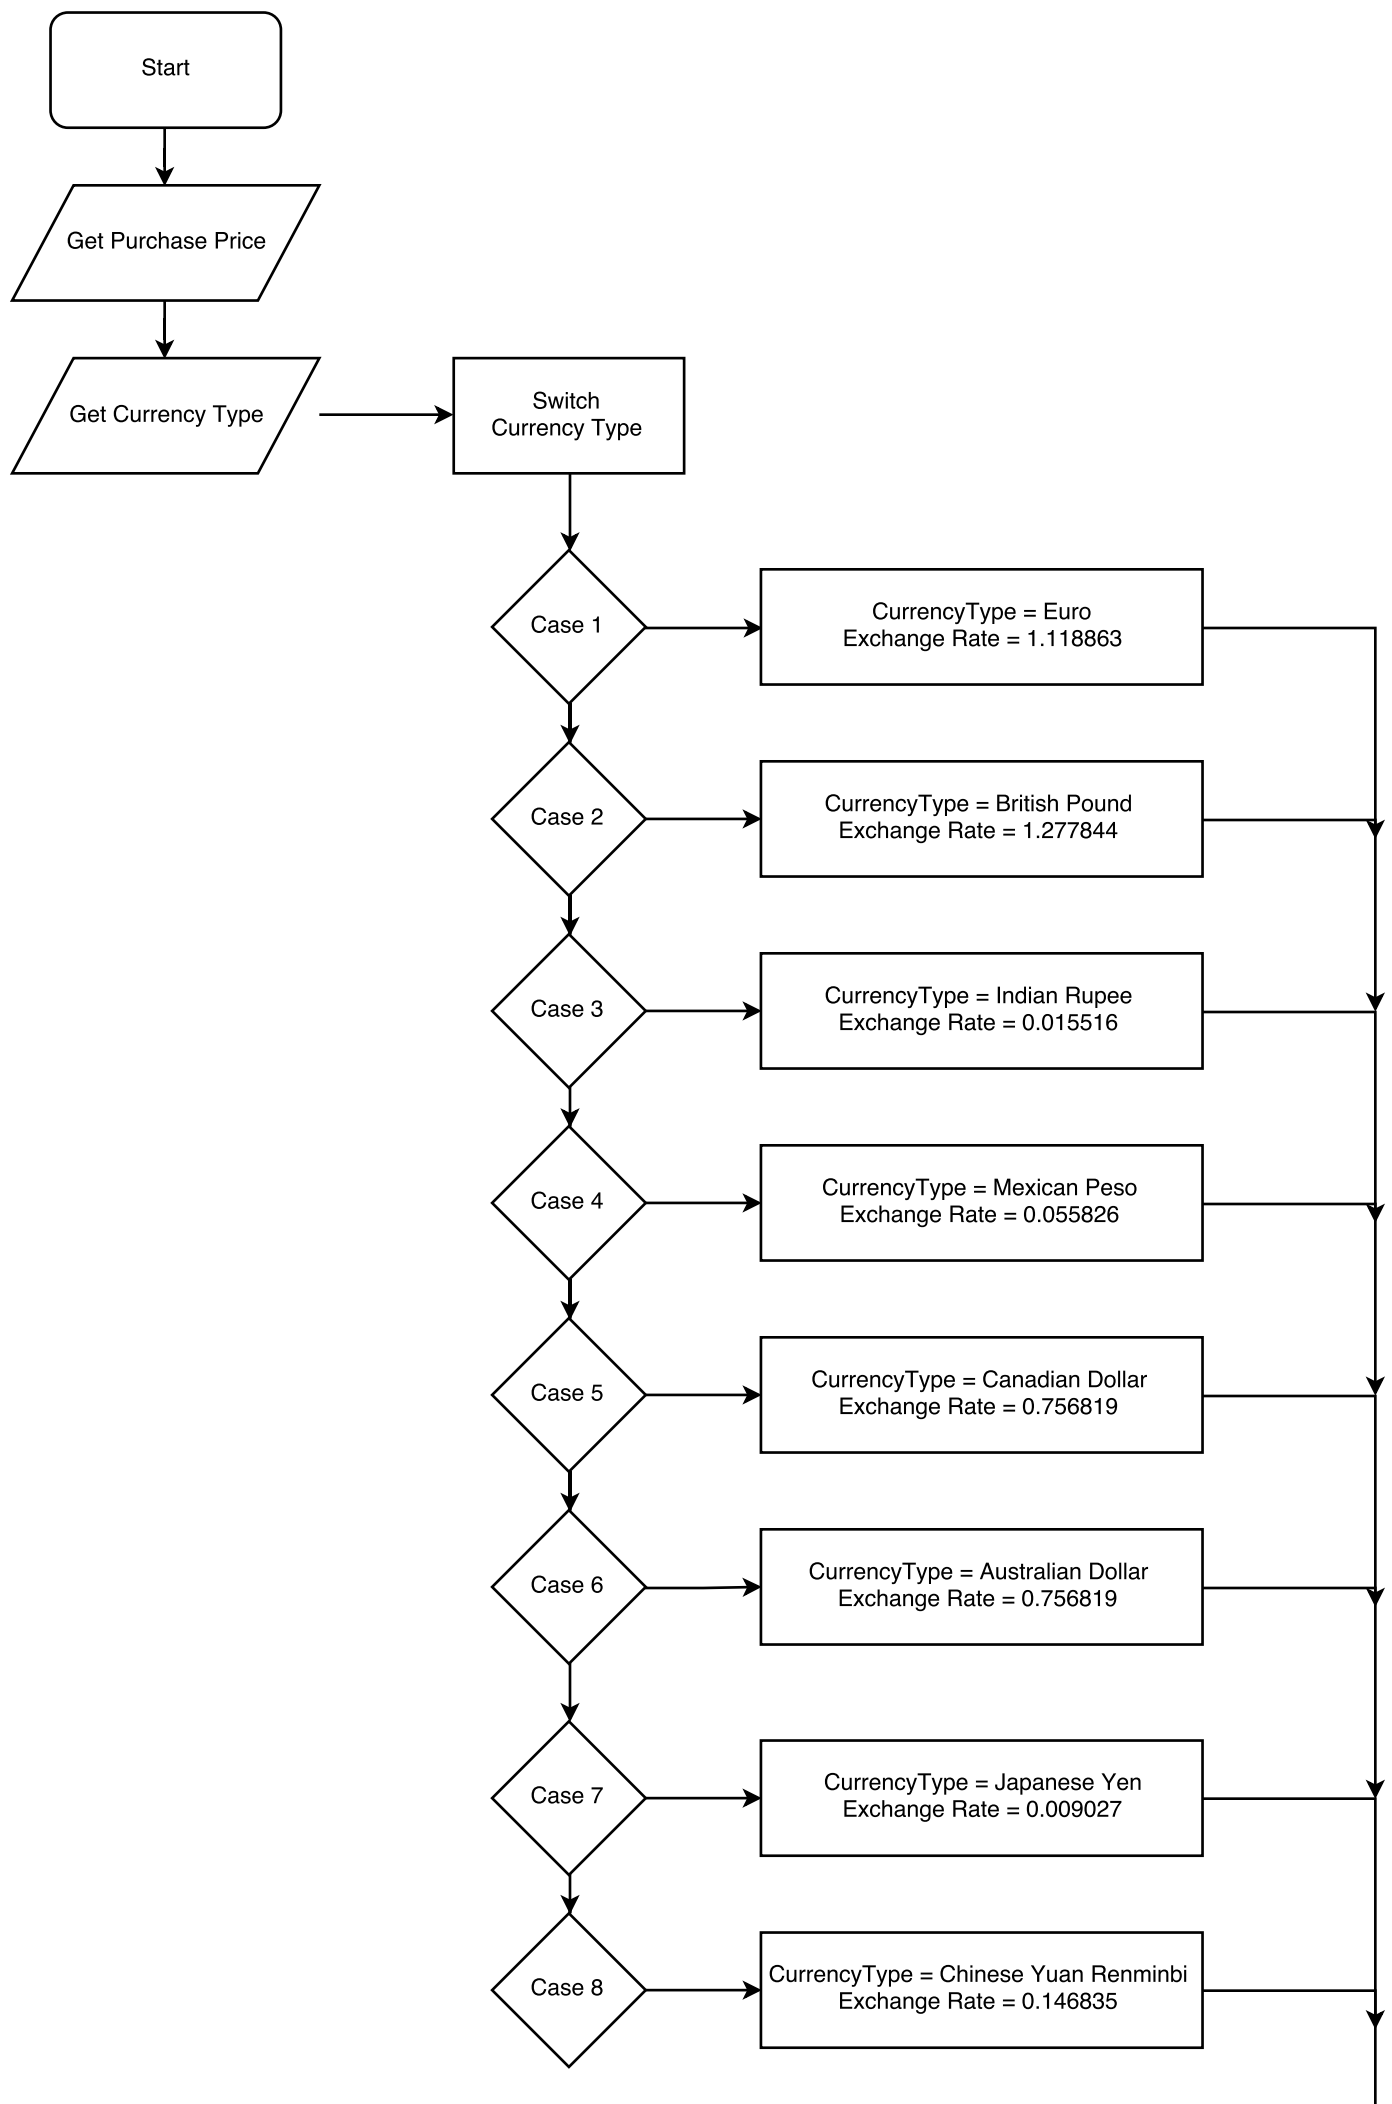 Start
Get Purchase Price
Get Currency Type
Switch
Currency Type
Case 1
CurrencyType = Euro
Exchange Rate = 1.118863
Case 2
CurrencyType = British Pound
Exchange Rate = 1.277844
Case 3
CurrencyType = Indian Rupee
Exchange Rate = 0.015516
Case 4
CurrencyType = Mexican Peso
Exchange Rate = 0.055826
Case 5
CurrencyType = Canadian Dollar
Exchange Rate = 0.756819
Case 6
CurrencyType = Australian Dollar
Exchange Rate = 0.756819
Case 7
CurrencyType = Japanese Yen
Exchange Rate = 0.009027
Case 8
CurrencyType = Chinese Yuan Renminbi
Exchange Rate = 0.146835